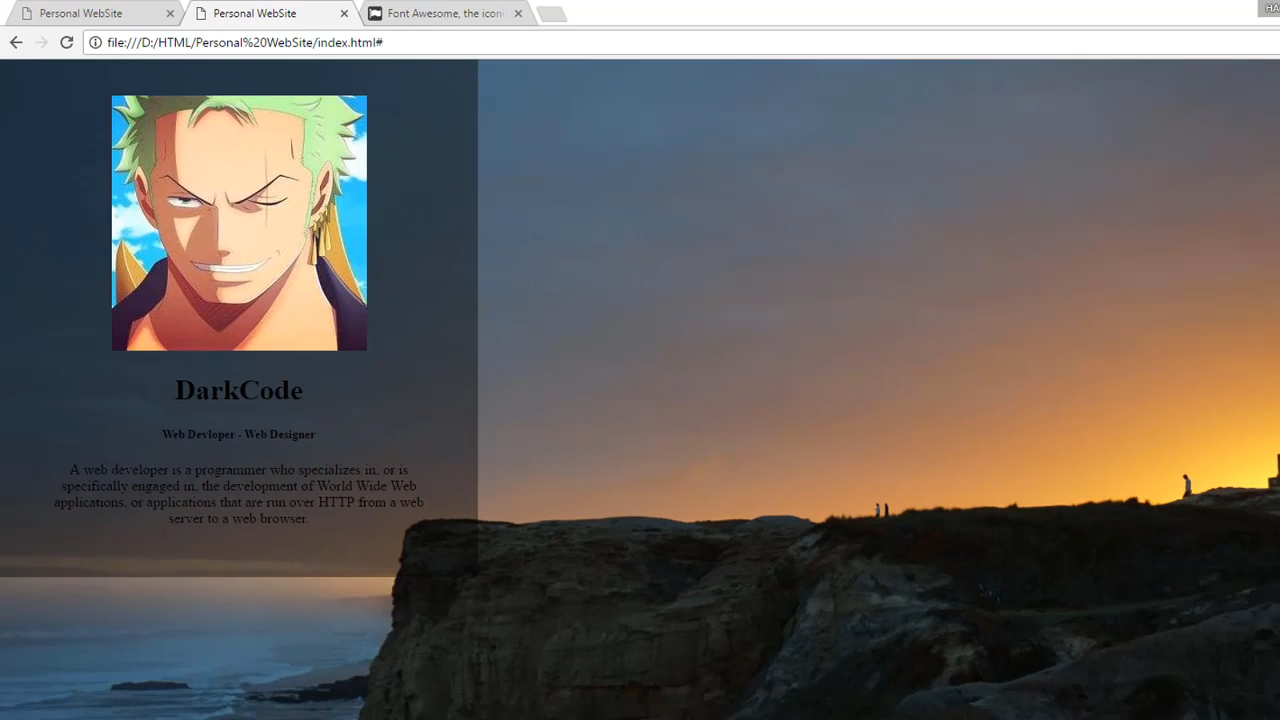 Personal WebSite
Personal WebSite
Font Awesome, the iconi
HA
file:///D:/HTML/Personal%20WebSite/index.html#
DarkCode
Web Devloper - Web Designer
A web developer is a programmer who specializes in, or is
specifically engaged in, the development of World Wide Web
applications, or applications that are run over HTTP from a web
server to a web browser.